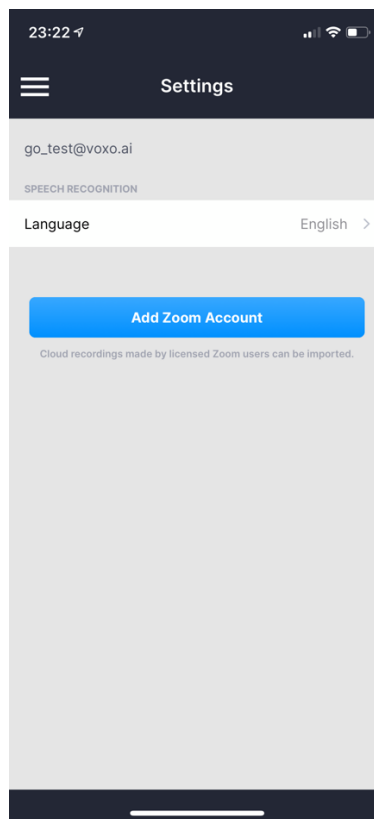 23:22
Settings
go_test@voxo.ai
SPEECH RECOGNITION
Language English
Add Zoom Account
Cloud recordings made by licensed Zoom users can be imported.